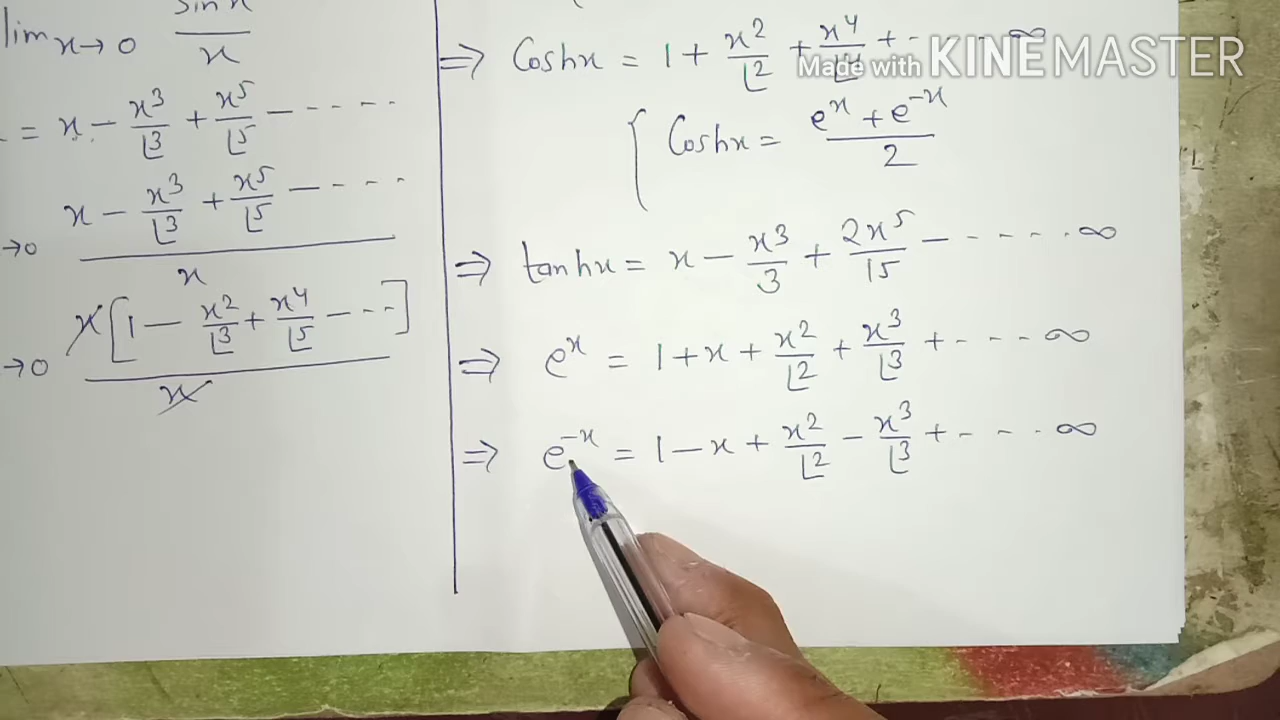 lim x→0 sinx/x
= x - x³/⌊3 + x⁵/⌊5 - - - - -
→0 (x - x³/⌊3 + x⁵/⌊5 - - - - -)/x
→0 x[1 - x²/⌊3 + x⁴/⌊5 - - - -]/x
⇒ Coshx = 1 + x²/⌊2 + x⁴/⌊4 + - - - - ∞
Made with KINEMASTER
{ Coshx = (eˣ + e⁻ˣ)/2
⇒ tanhx = x - x³/3 + 2x⁵/15 - - - - - ∞
⇒ eˣ = 1 + x + x²/⌊2 + x³/⌊3 + - - - ∞
⇒ e⁻ˣ = 1 - x + x²/⌊2 - x³/⌊3 + - - - - ∞